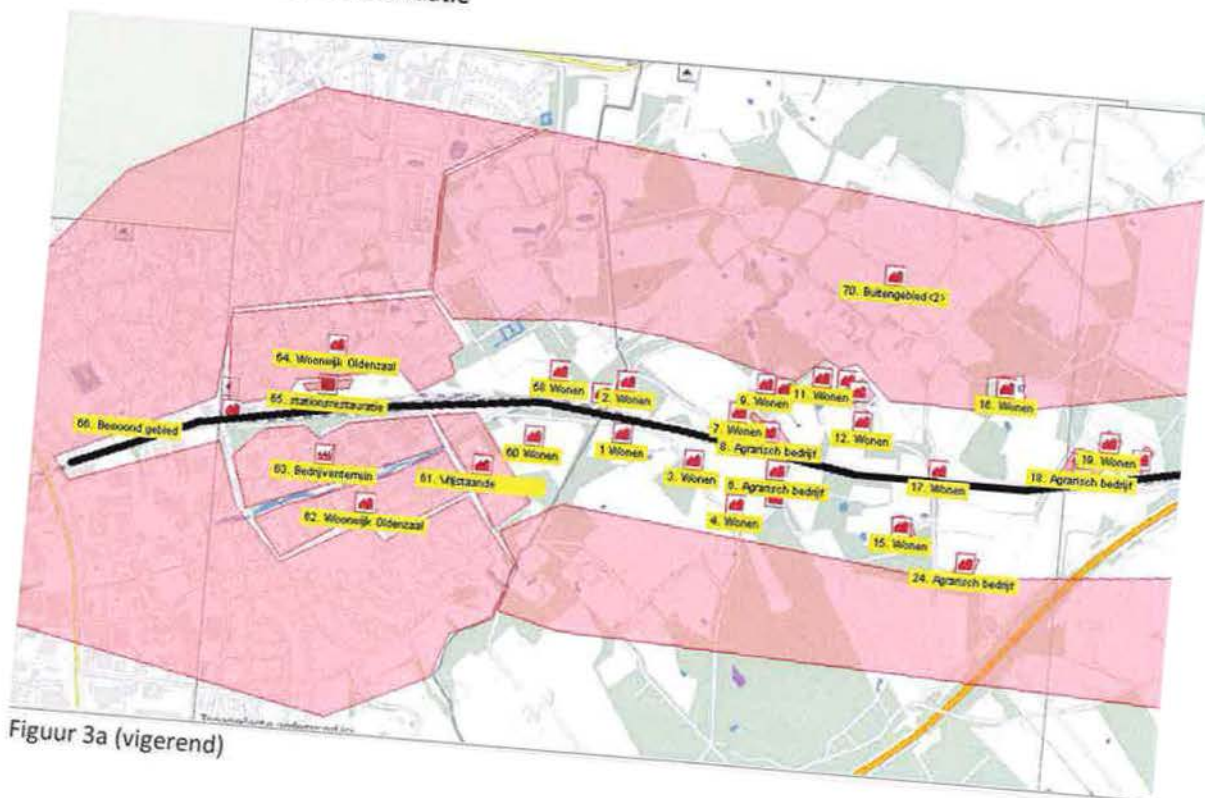 70. Buitengebied <2>
64. Woonwijk Oldenzaal
65. stationsrestauratie
66. Bewoond gebied
68 Wonen
2. Wonen
9. Wonen
11. Wonen
16. Wonen
7. Wonen
8. Agrarisch bedrijf
12. Wonen
63. Bedrijventerrein
61. Vrijstaande
60 Wonen
1 Wonen
3. Wonen
6. Agrarisch bedrijf
17. Wonen
18. Agrarisch bedrijf
19. Wonen
62. Woonwijk Oldenzaal
4. Wonen
15. Wonen
24. Agrarisch bedrijf
Figuur 3a (vigerend)